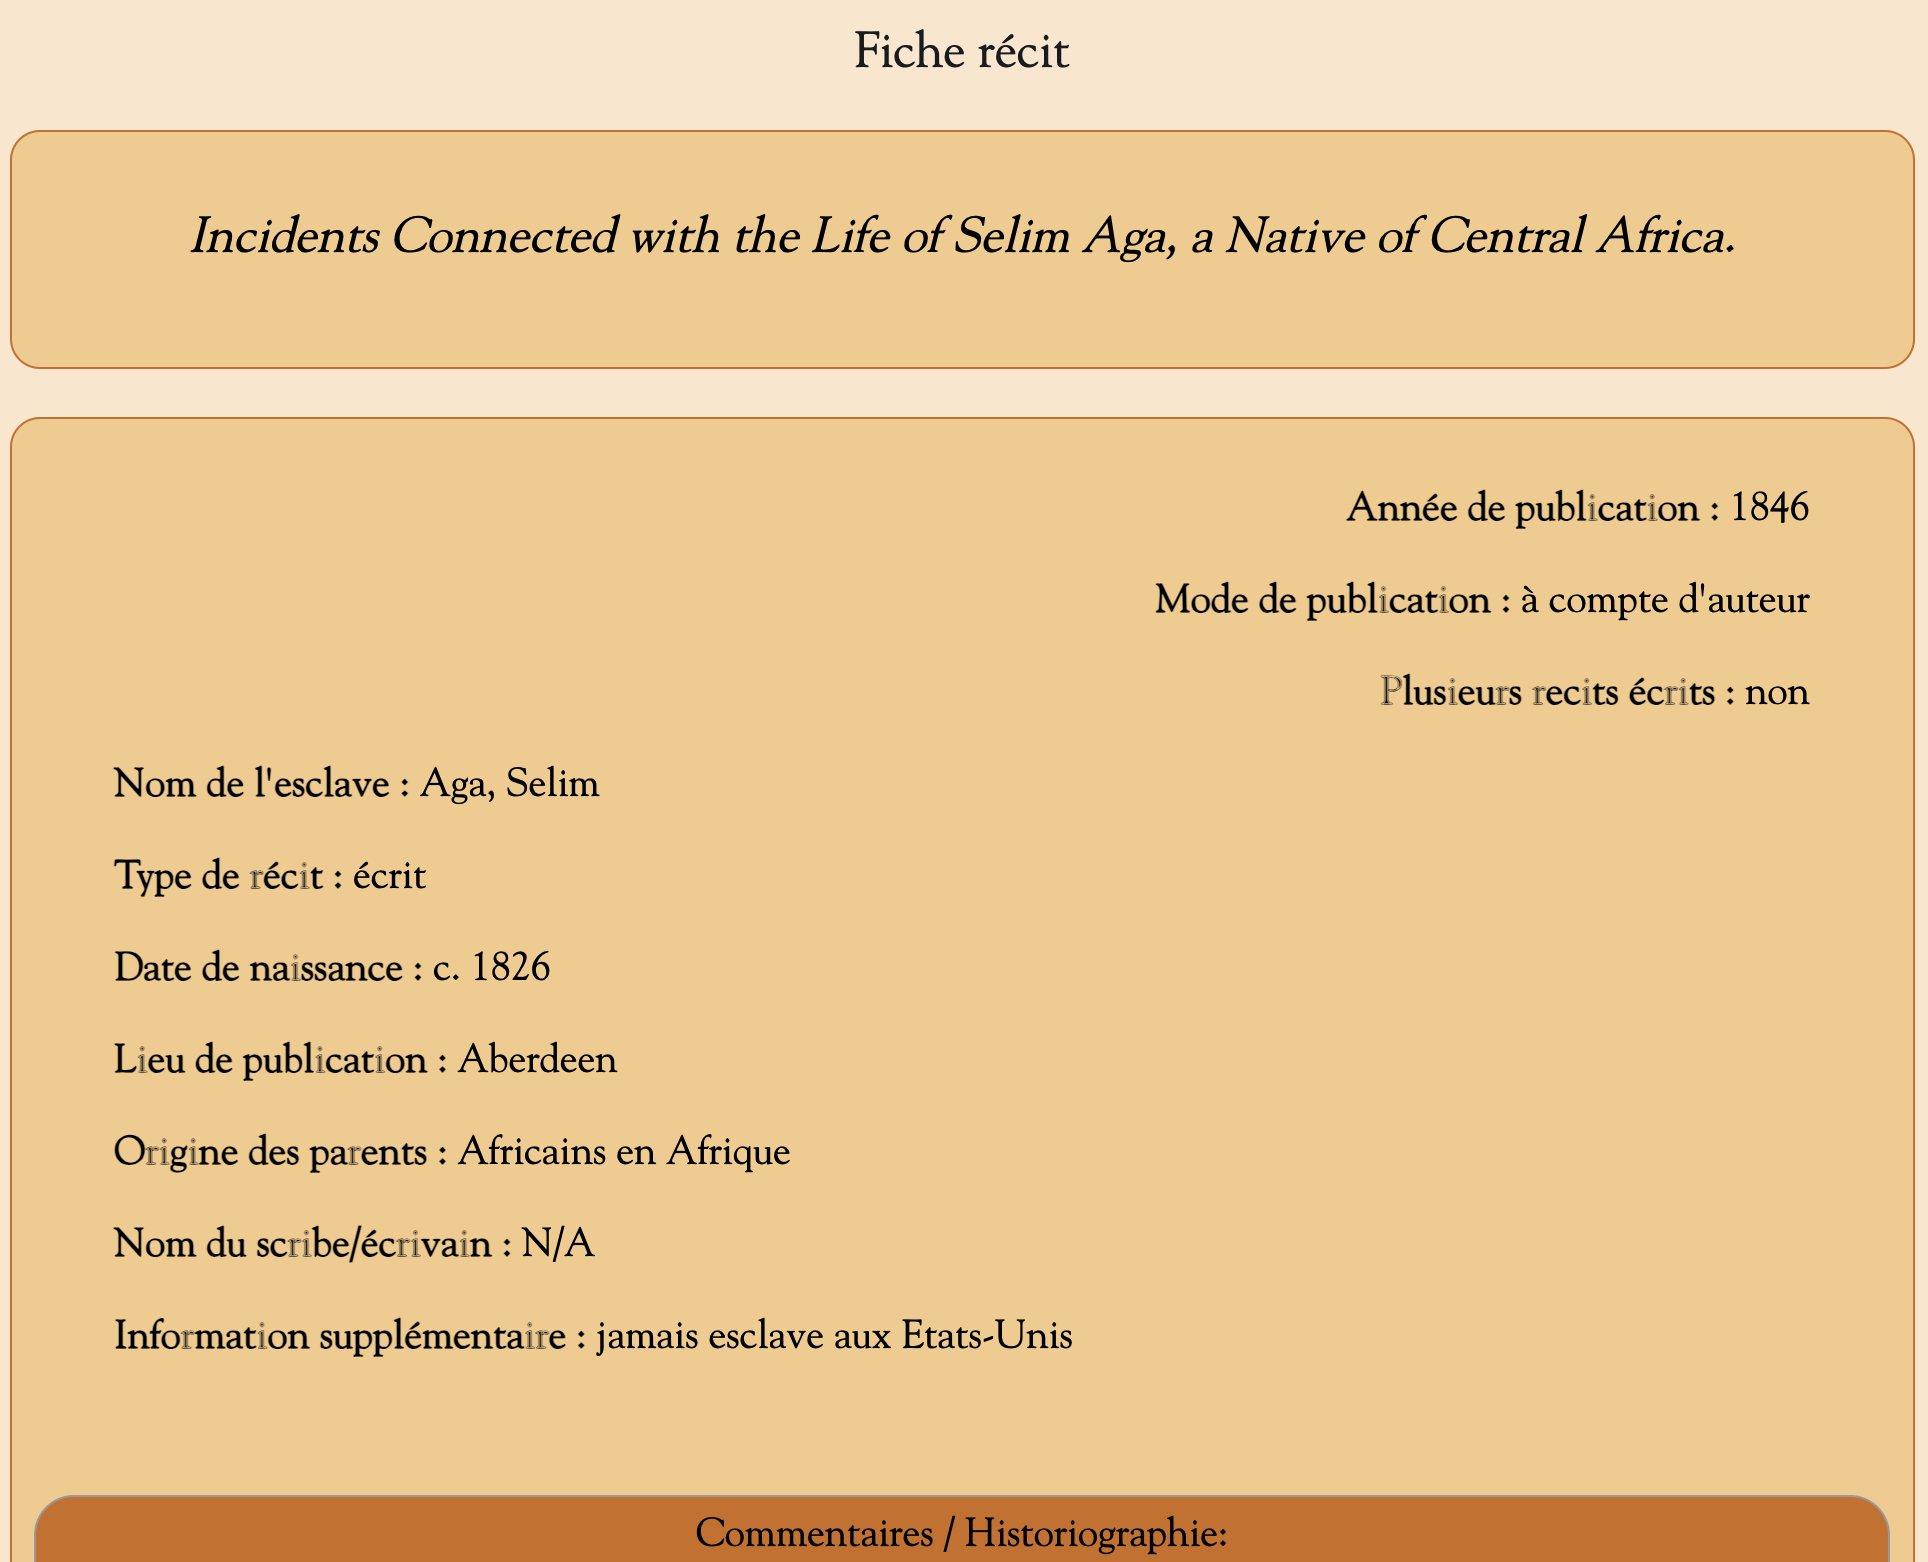 Fiche récit
Incidents Connected with the Life of Selim Aga, a Native of Central Africa.
Année de publication : 1846
Mode de publication : à compte d'auteur
Plusieurs recits écrits : non
Nom de l'esclave : Aga, Selim
Type de récit : écrit
Date de naissance : c. 1826
Lieu de publication : Aberdeen
Origine des parents : Africains en Afrique
Nom du scribe/écrivain : N/A
Information supplémentaire : jamais esclave aux Etats-Unis
Commentaires / Historiographie: